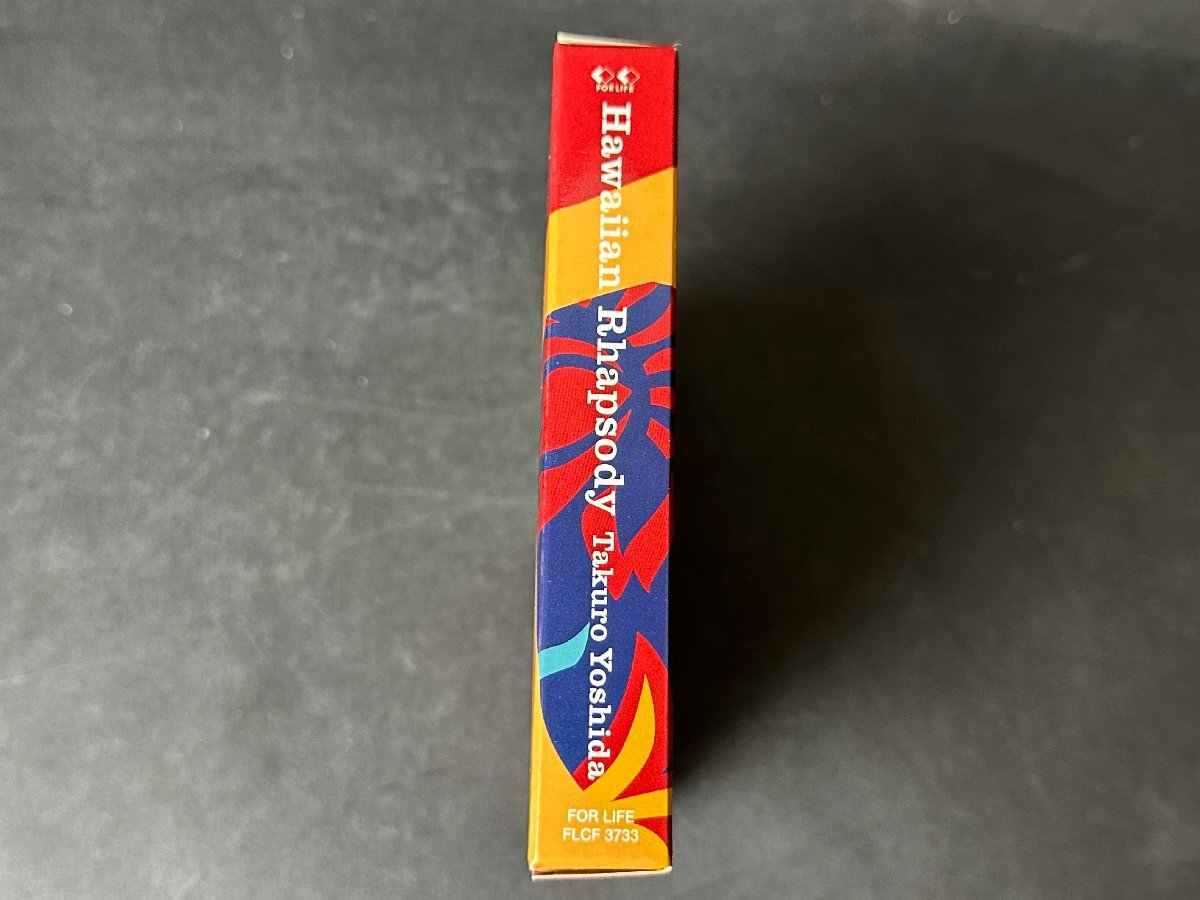 FOR LIFE
Hawaiian Rhapsody Takuro Yoshida
FOR LIFE
FLCF 3733